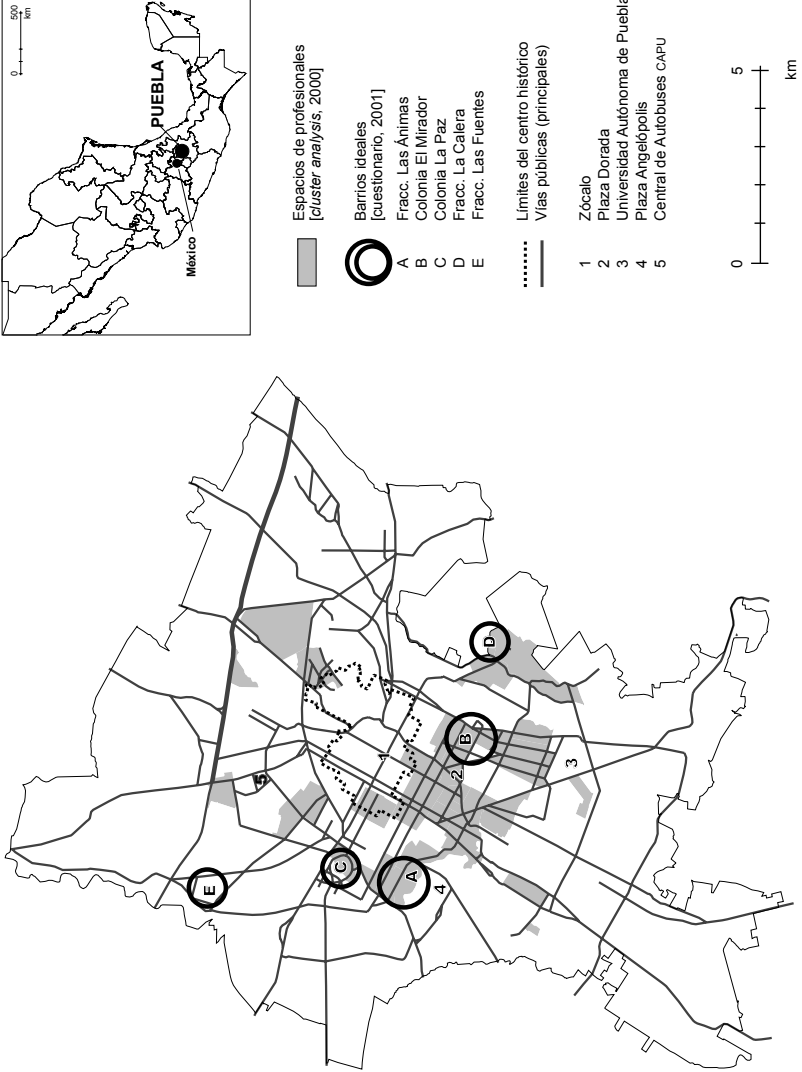 500
km
0
PUEBLA
México
Espacios de profesionales
[cluster analysis, 2000]
Barrios ideales
[cuestionario, 2001]
A Fracc. Las Ánimas
B Colonia El Mirador
C Colonia La Paz
D Fracc. La Calera
E Fracc. Las Fuentes
Límites del centro histórico
Vías públicas (principales)
1 Zócalo
2 Plaza Dorada
3 Universidad Autónoma de Puebla
4 Plaza Angelópolis
5 Central de Autobuses CAPU
0 5
km
E
5
C
A
4
1
2
B
3
D